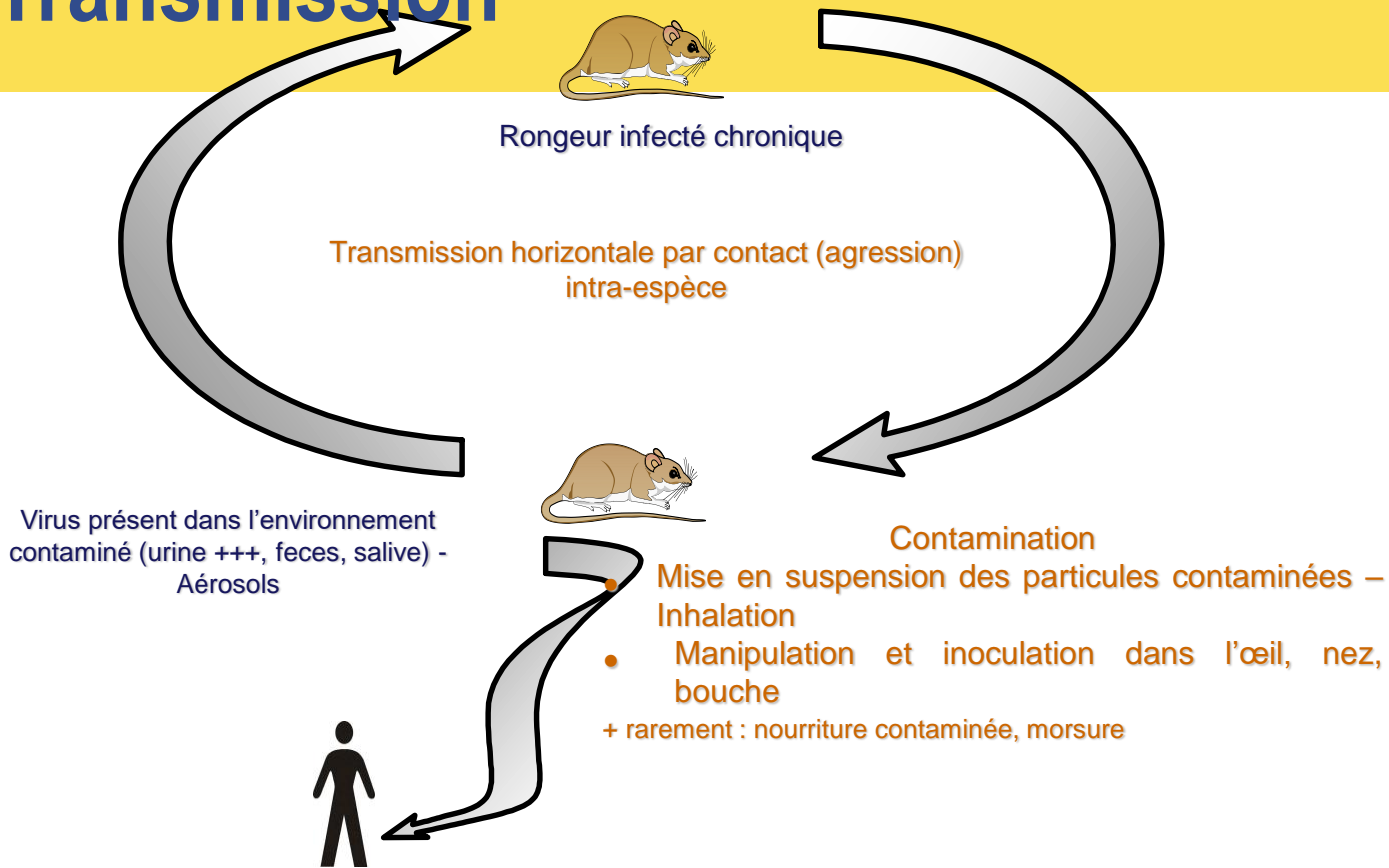 Transmission
Rongeur infecté chronique
Transmission horizontale par contact (agression)
intra-espèce
Virus présent dans l’environnement
contaminé (urine +++, feces, salive) -
Aérosols
Contamination
• Mise en suspension des particules contaminées –
Inhalation
• Manipulation et inoculation dans l’œil, nez,
bouche
+ rarement : nourriture contaminée, morsure